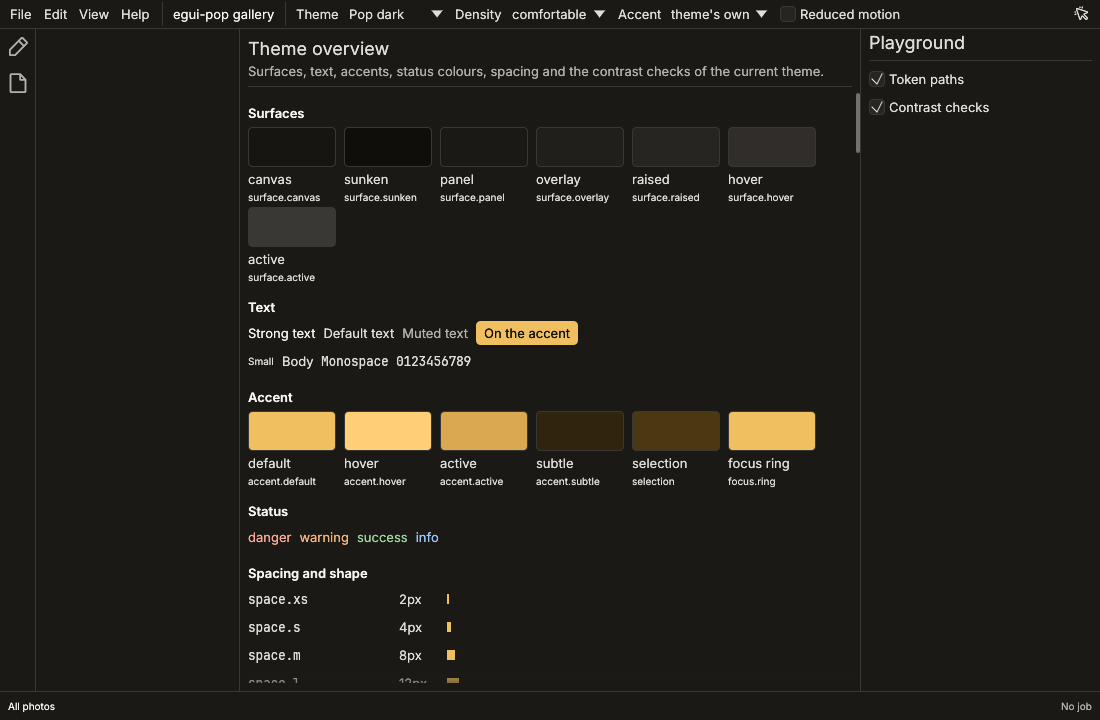 File Edit View Help egui-pop gallery Theme Pop dark Density comfortable Accent theme's own Reduced motion
Theme overview
Surfaces, text, accents, status colours, spacing and the contrast checks of the current theme.
Surfaces
canvas sunken panel overlay raised hover
surface.canvas surface.sunken surface.panel surface.overlay surface.raised surface.hover
active
surface.active
Text
Strong text Default text Muted text On the accent
Small Body Monospace 0123456789
Accent
default hover active subtle selection focus ring
accent.default accent.hover accent.active accent.subtle selection focus.ring
Status
danger warning success info
Spacing and shape
space.xs 2px
space.s 4px
space.m 8px
space.l 12px
Playground
Token paths
Contrast checks
All photos No job